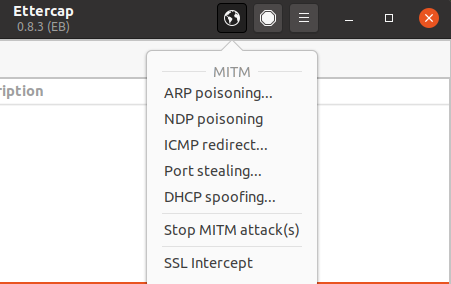 Ettercap
0.8.3 (EB)
MITM
ription
ARP poisoning...
NDP poisoning
ICMP redirect...
Port stealing...
DHCP spoofing...
Stop MITM attack(s)
SSL Intercept